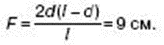 F = 2d(l – d)/l = 9 см.